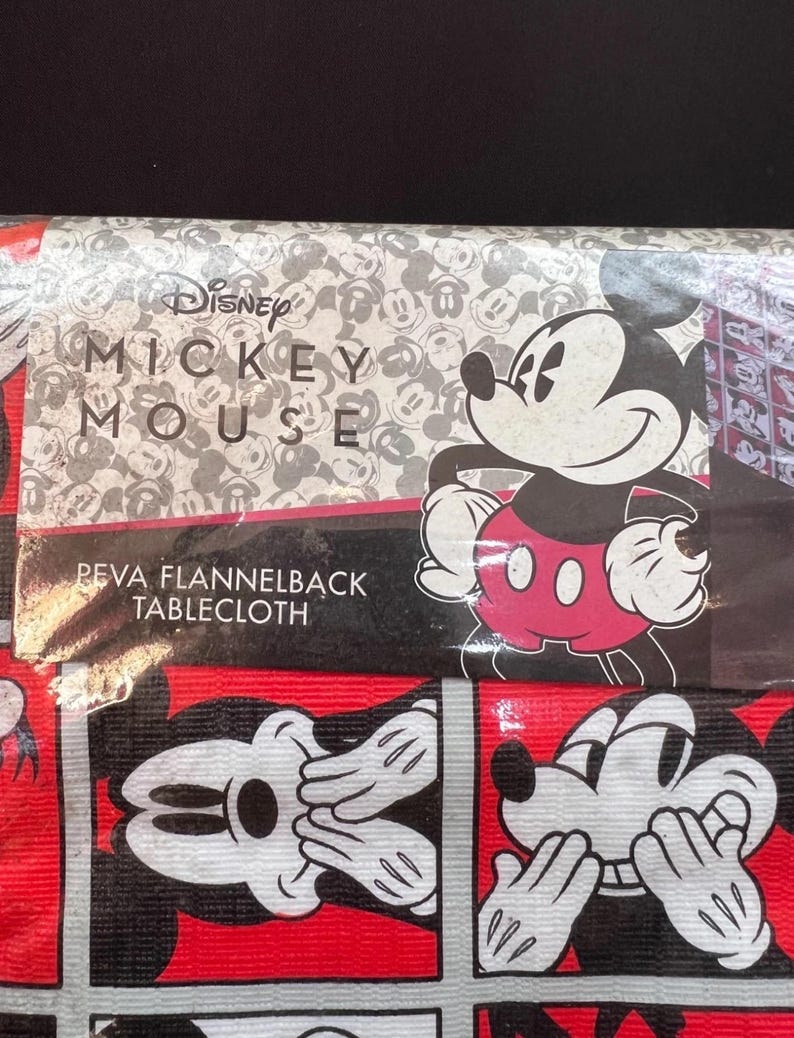 Disney
MICKEY
MOUSE
PEVA FLANNELBACK
TABLECLOTH